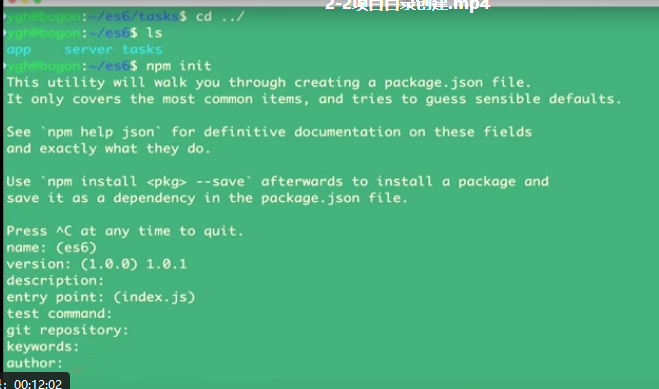 2-2项目目录创建.mp4
ygh@bogon:~/es6/tasks$ cd ../
ygh@bogon:~/es6$ ls
app    server tasks
ygh@bogon:~/es6$ npm init
This utility will walk you through creating a package.json file.
It only covers the most common items, and tries to guess sensible defaults.
See `npm help json` for definitive documentation on these fields
and exactly what they do.
Use `npm install <pkg> --save` afterwards to install a package and
save it as a dependency in the package.json file.
Press ^C at any time to quit.
name: (es6)
version: (1.0.0) 1.0.1
description:
entry point: (index.js)
test command:
git repository:
keywords:
author:
: 00:12:02